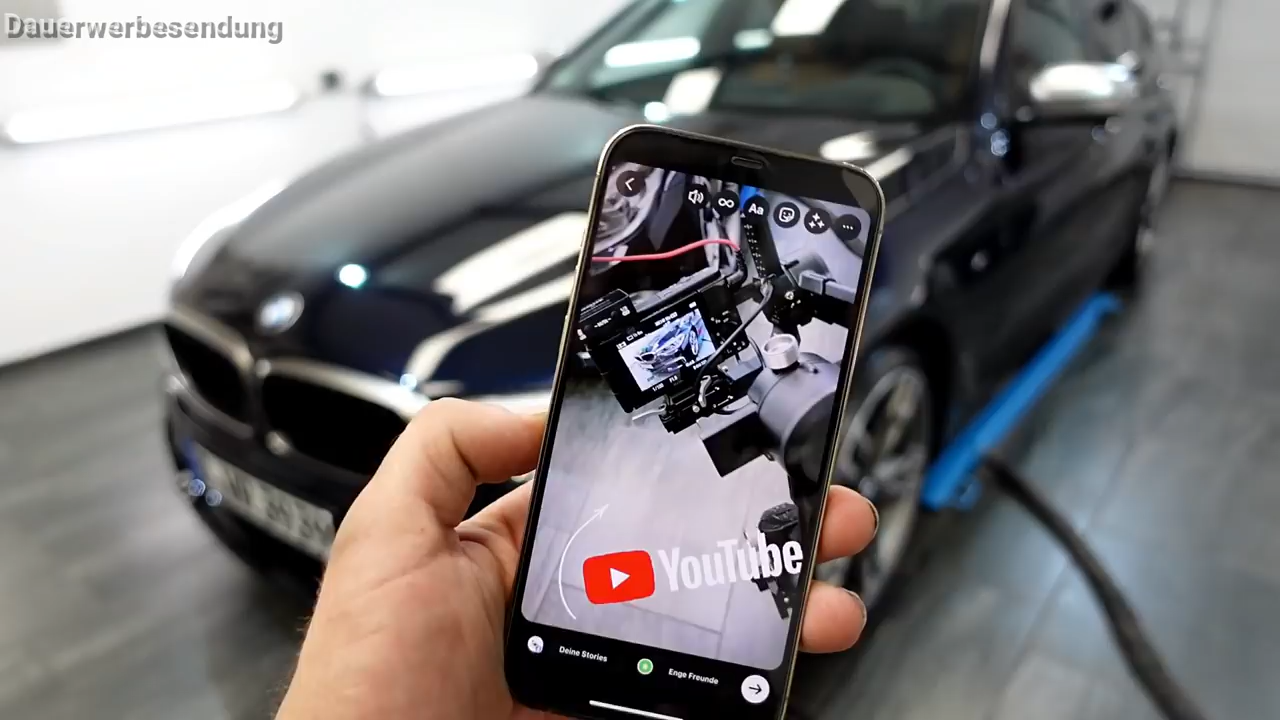 Dauerwerbesendung
Aa
YouTube
Deine Stories
Enge Freunde